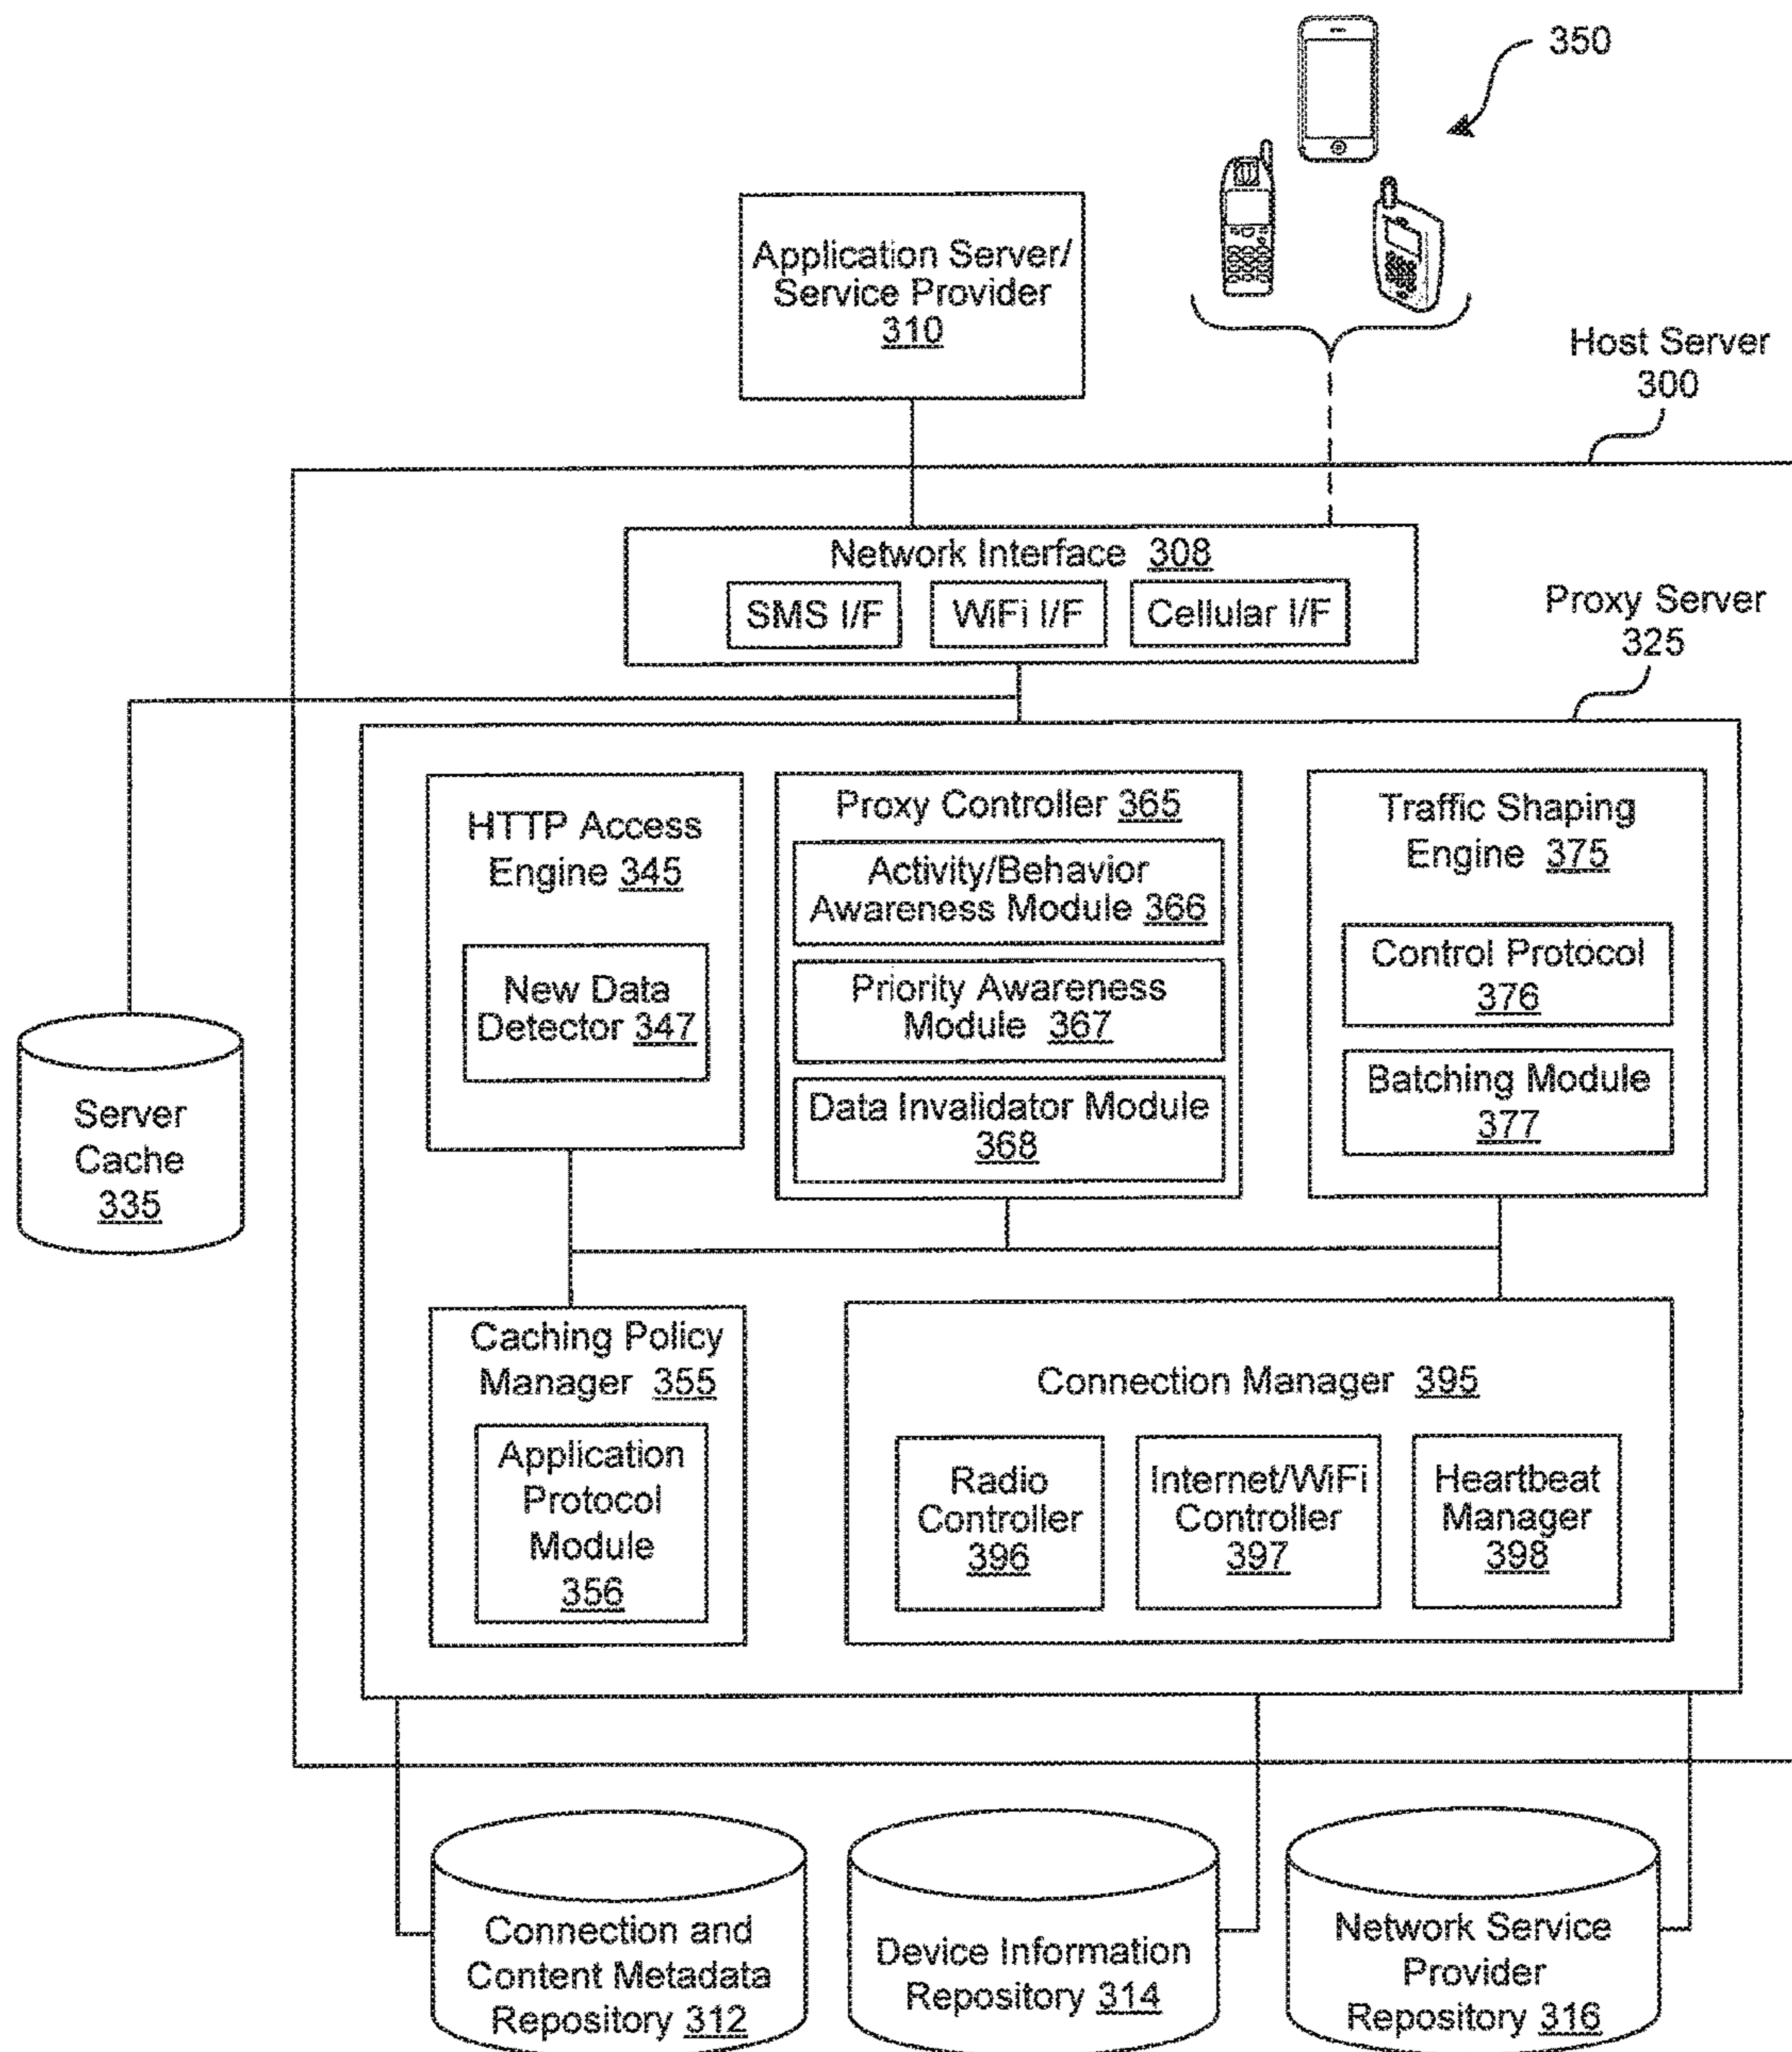 350
Application Server/
Service Provider
310
Host Server
300
Network Interface 308
SMS I/F
WiFi I/F
Cellular I/F
Proxy Server
325
HTTP Access
Engine 345
New Data
Detector 347
Proxy Controller 365
Activity/Behavior
Awareness Module 366
Priority Awareness
Module 367
Data Invalidator Module
368
Traffic Shaping
Engine 375
Control Protocol
376
Batching Module
377
Server
Cache
335
Caching Policy
Manager 355
Application
Protocol
Module
356
Connection Manager 395
Radio
Controller
396
Internet/WiFi
Controller
397
Heartbeat
Manager
398
Connection and
Content Metadata
Repository 312
Device Information
Repository 314
Network Service
Provider
Repository 316